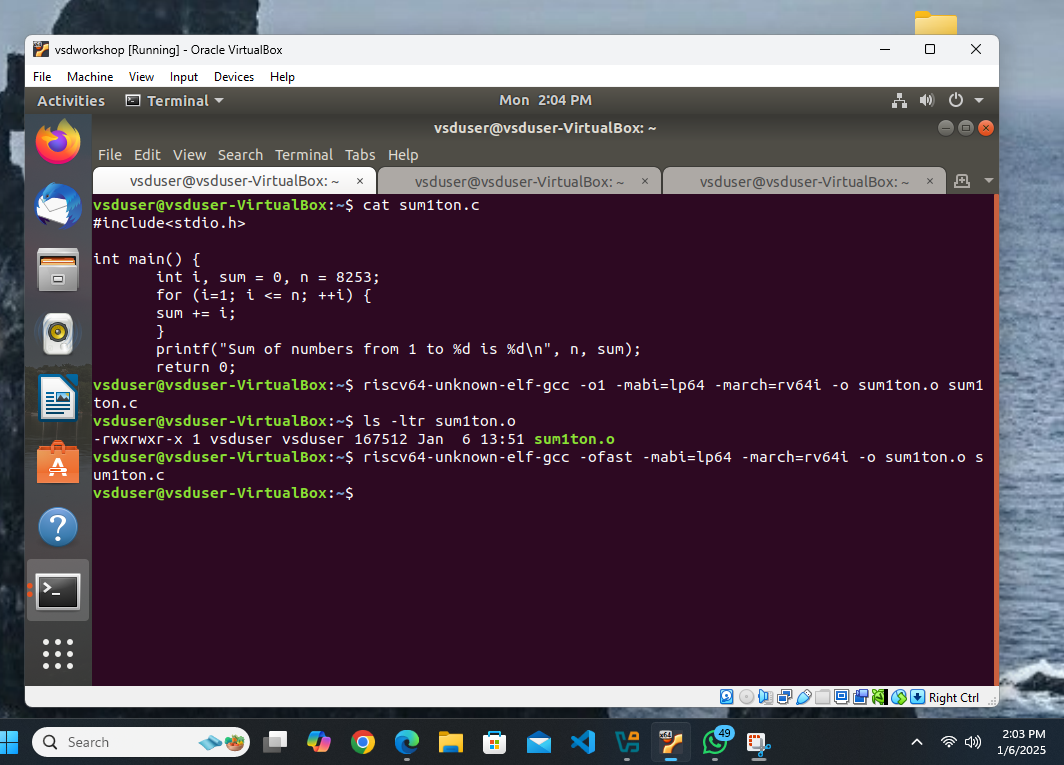 vsdworkshop [Running] - Oracle VirtualBox
File Machine View Input Devices Help
Activities Terminal Mon 2:04 PM
vsduser@vsduser-VirtualBox: ~
File Edit View Search Terminal Tabs Help
vsduser@vsduser-VirtualBox: ~ × vsduser@vsduser-VirtualBox: ~ × vsduser@vsduser-VirtualBox: ~ ×
vsduser@vsduser-VirtualBox:~$ cat sum1ton.c
#include<stdio.h>
int main() {
int i, sum = 0, n = 8253;
for (i=1; i <= n; ++i) {
sum += i;
}
printf("Sum of numbers from 1 to %d is %d\n", n, sum);
return 0;
vsduser@vsduser-VirtualBox:~$ riscv64-unknown-elf-gcc -o1 -mabi=lp64 -march=rv64i -o sum1ton.o sum1
ton.c
vsduser@vsduser-VirtualBox:~$ ls -ltr sum1ton.o
-rwxrwxr-x 1 vsduser vsduser 167512 Jan  6 13:51 sum1ton.o
vsduser@vsduser-VirtualBox:~$ riscv64-unknown-elf-gcc -ofast -mabi=lp64 -march=rv64i -o sum1ton.o s
um1ton.c
vsduser@vsduser-VirtualBox:~$
Right Ctrl
Search
49
2:03 PM
1/6/2025